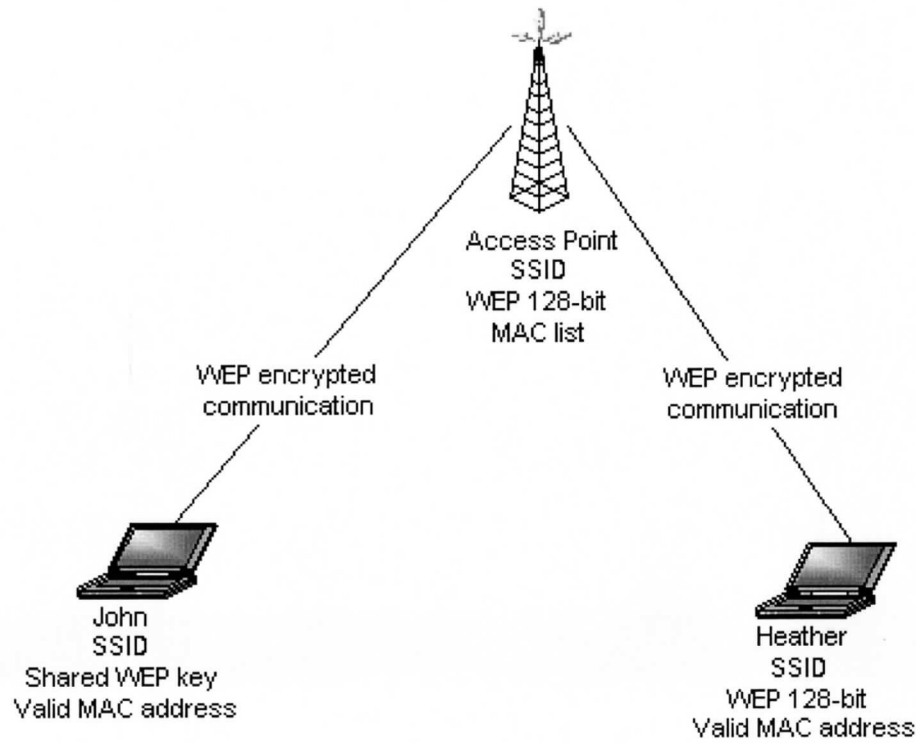 Access Point
SSID
WEP 128-bit
MAC list
WEP encrypted
communication
WEP encrypted
communication
John
SSID
Shared WEP key
Valid MAC address
Heather
SSID
WEP 128-bit
Valid MAC address